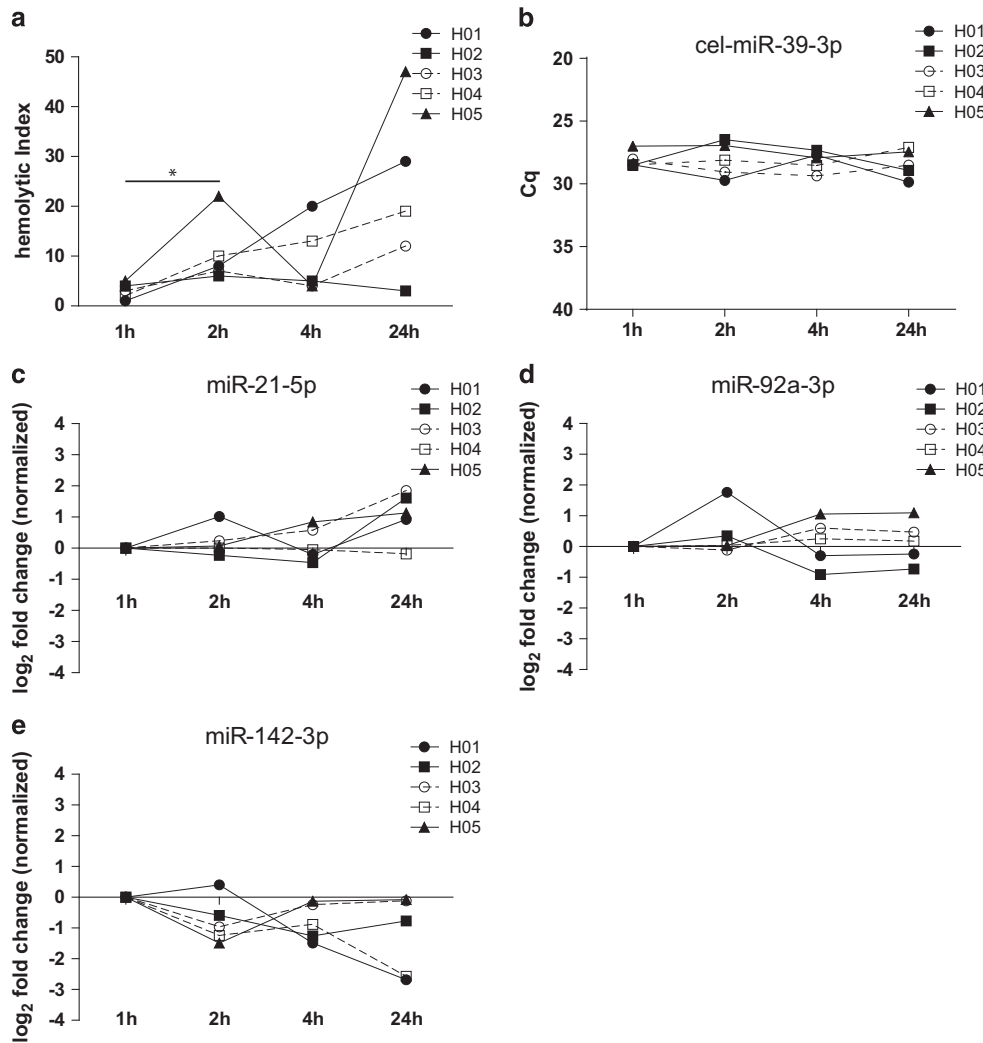 a
hemolytic Index
50
40
30
20
10
0
*
1h 2h 4h 24h
H01
H02
H03
H04
H05
b
cel-miR-39-3p
Cq
20
25
30
35
40
1h 2h 4h 24h
H01
H02
H03
H04
H05
c
miR-21-5p
log2 fold change (normalized)
4
3
2
1
0
-1
-2
-3
-4
1h 2h 4h 24h
H01
H02
H03
H04
H05
d
miR-92a-3p
log2 fold change (normalized)
4
3
2
1
0
-1
-2
-3
-4
1h 2h 4h 24h
H01
H02
H03
H04
H05
e
miR-142-3p
log2 fold change (normalized)
4
3
2
1
0
-1
-2
-3
-4
1h 2h 4h 24h
H01
H02
H03
H04
H05